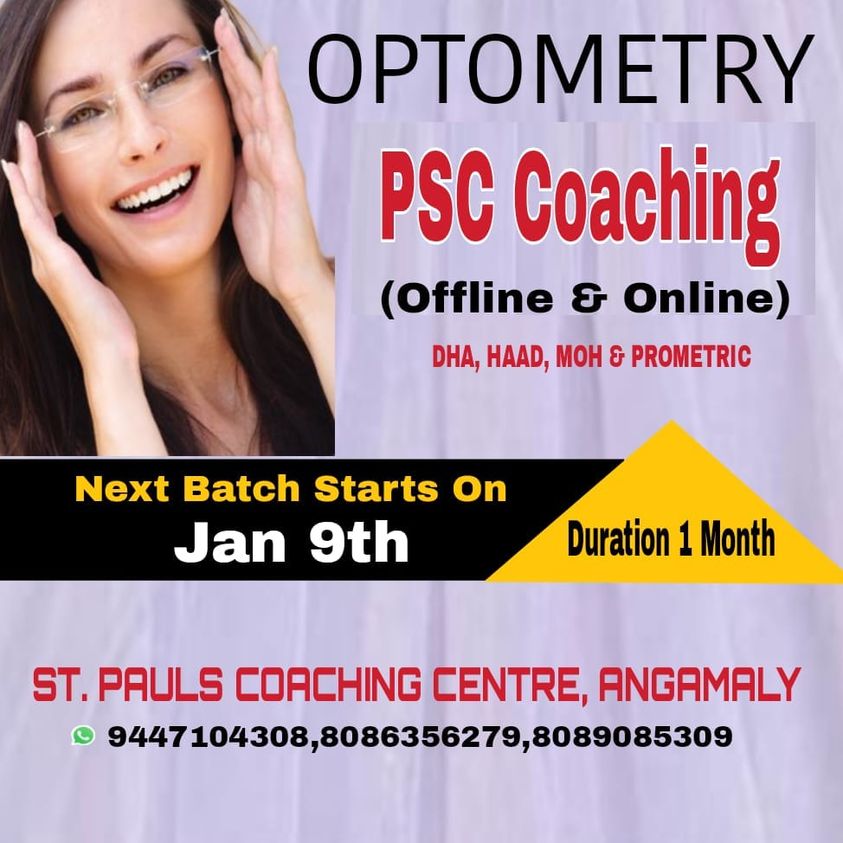 OPTOMETRY
PSC Coaching
(Offline & Online)
DHA, HAAD, MOH & PROMETRIC
Next Batch Starts On
Jan 9th
Duration 1 Month
ST. PAULS COACHING CENTRE, ANGAMALY
9447104308,8086356279,8089085309